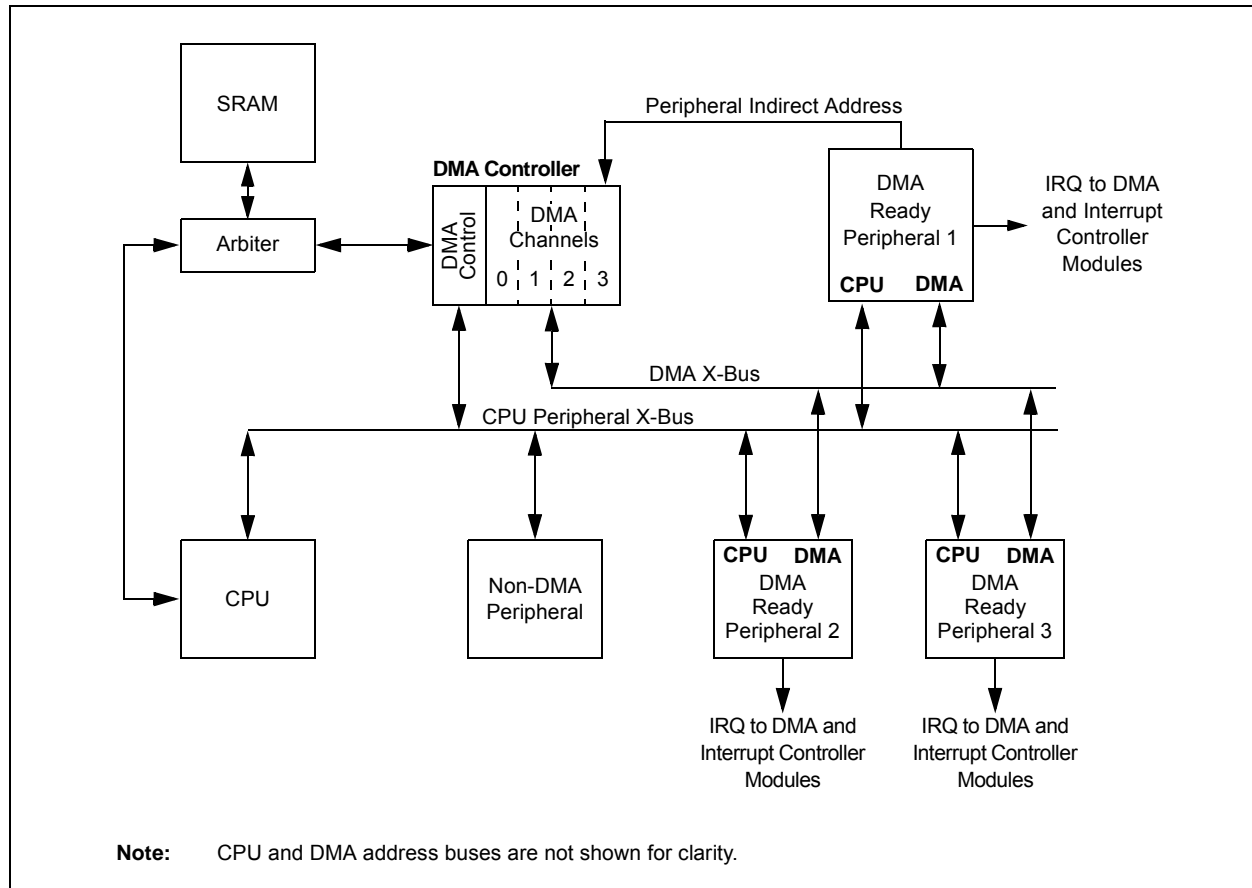 SRAM
Peripheral Indirect Address
DMA Controller
DMA
Ready
Peripheral 1
CPU DMA
IRQ to DMA
and Interrupt
Controller
Modules
Arbiter
DMA
Control
DMA
Channels
0 1 2 3
DMA X-Bus
CPU Peripheral X-Bus
CPU
Non-DMA
Peripheral
CPU DMA
DMA
Ready
Peripheral 2
CPU DMA
DMA
Ready
Peripheral 3
IRQ to DMA and
Interrupt Controller
Modules
IRQ to DMA and
Interrupt Controller
Modules
Note: CPU and DMA address buses are not shown for clarity.